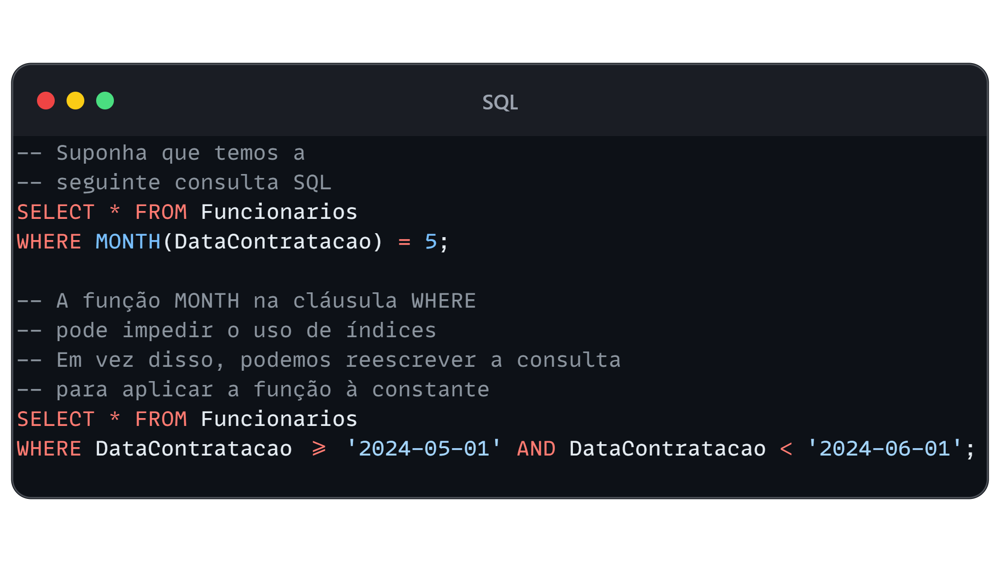 SQL
-- Suponha que temos a
-- seguinte consulta SQL
SELECT * FROM Funcionarios
WHERE MONTH(DataContratacao) = 5;
-- A função MONTH na cláusula WHERE
-- pode impedir o uso de índices
-- Em vez disso, podemos reescrever a consulta
-- para aplicar a função à constante
SELECT * FROM Funcionarios
WHERE DataContratacao >= '2024-05-01' AND DataContratacao < '2024-06-01';